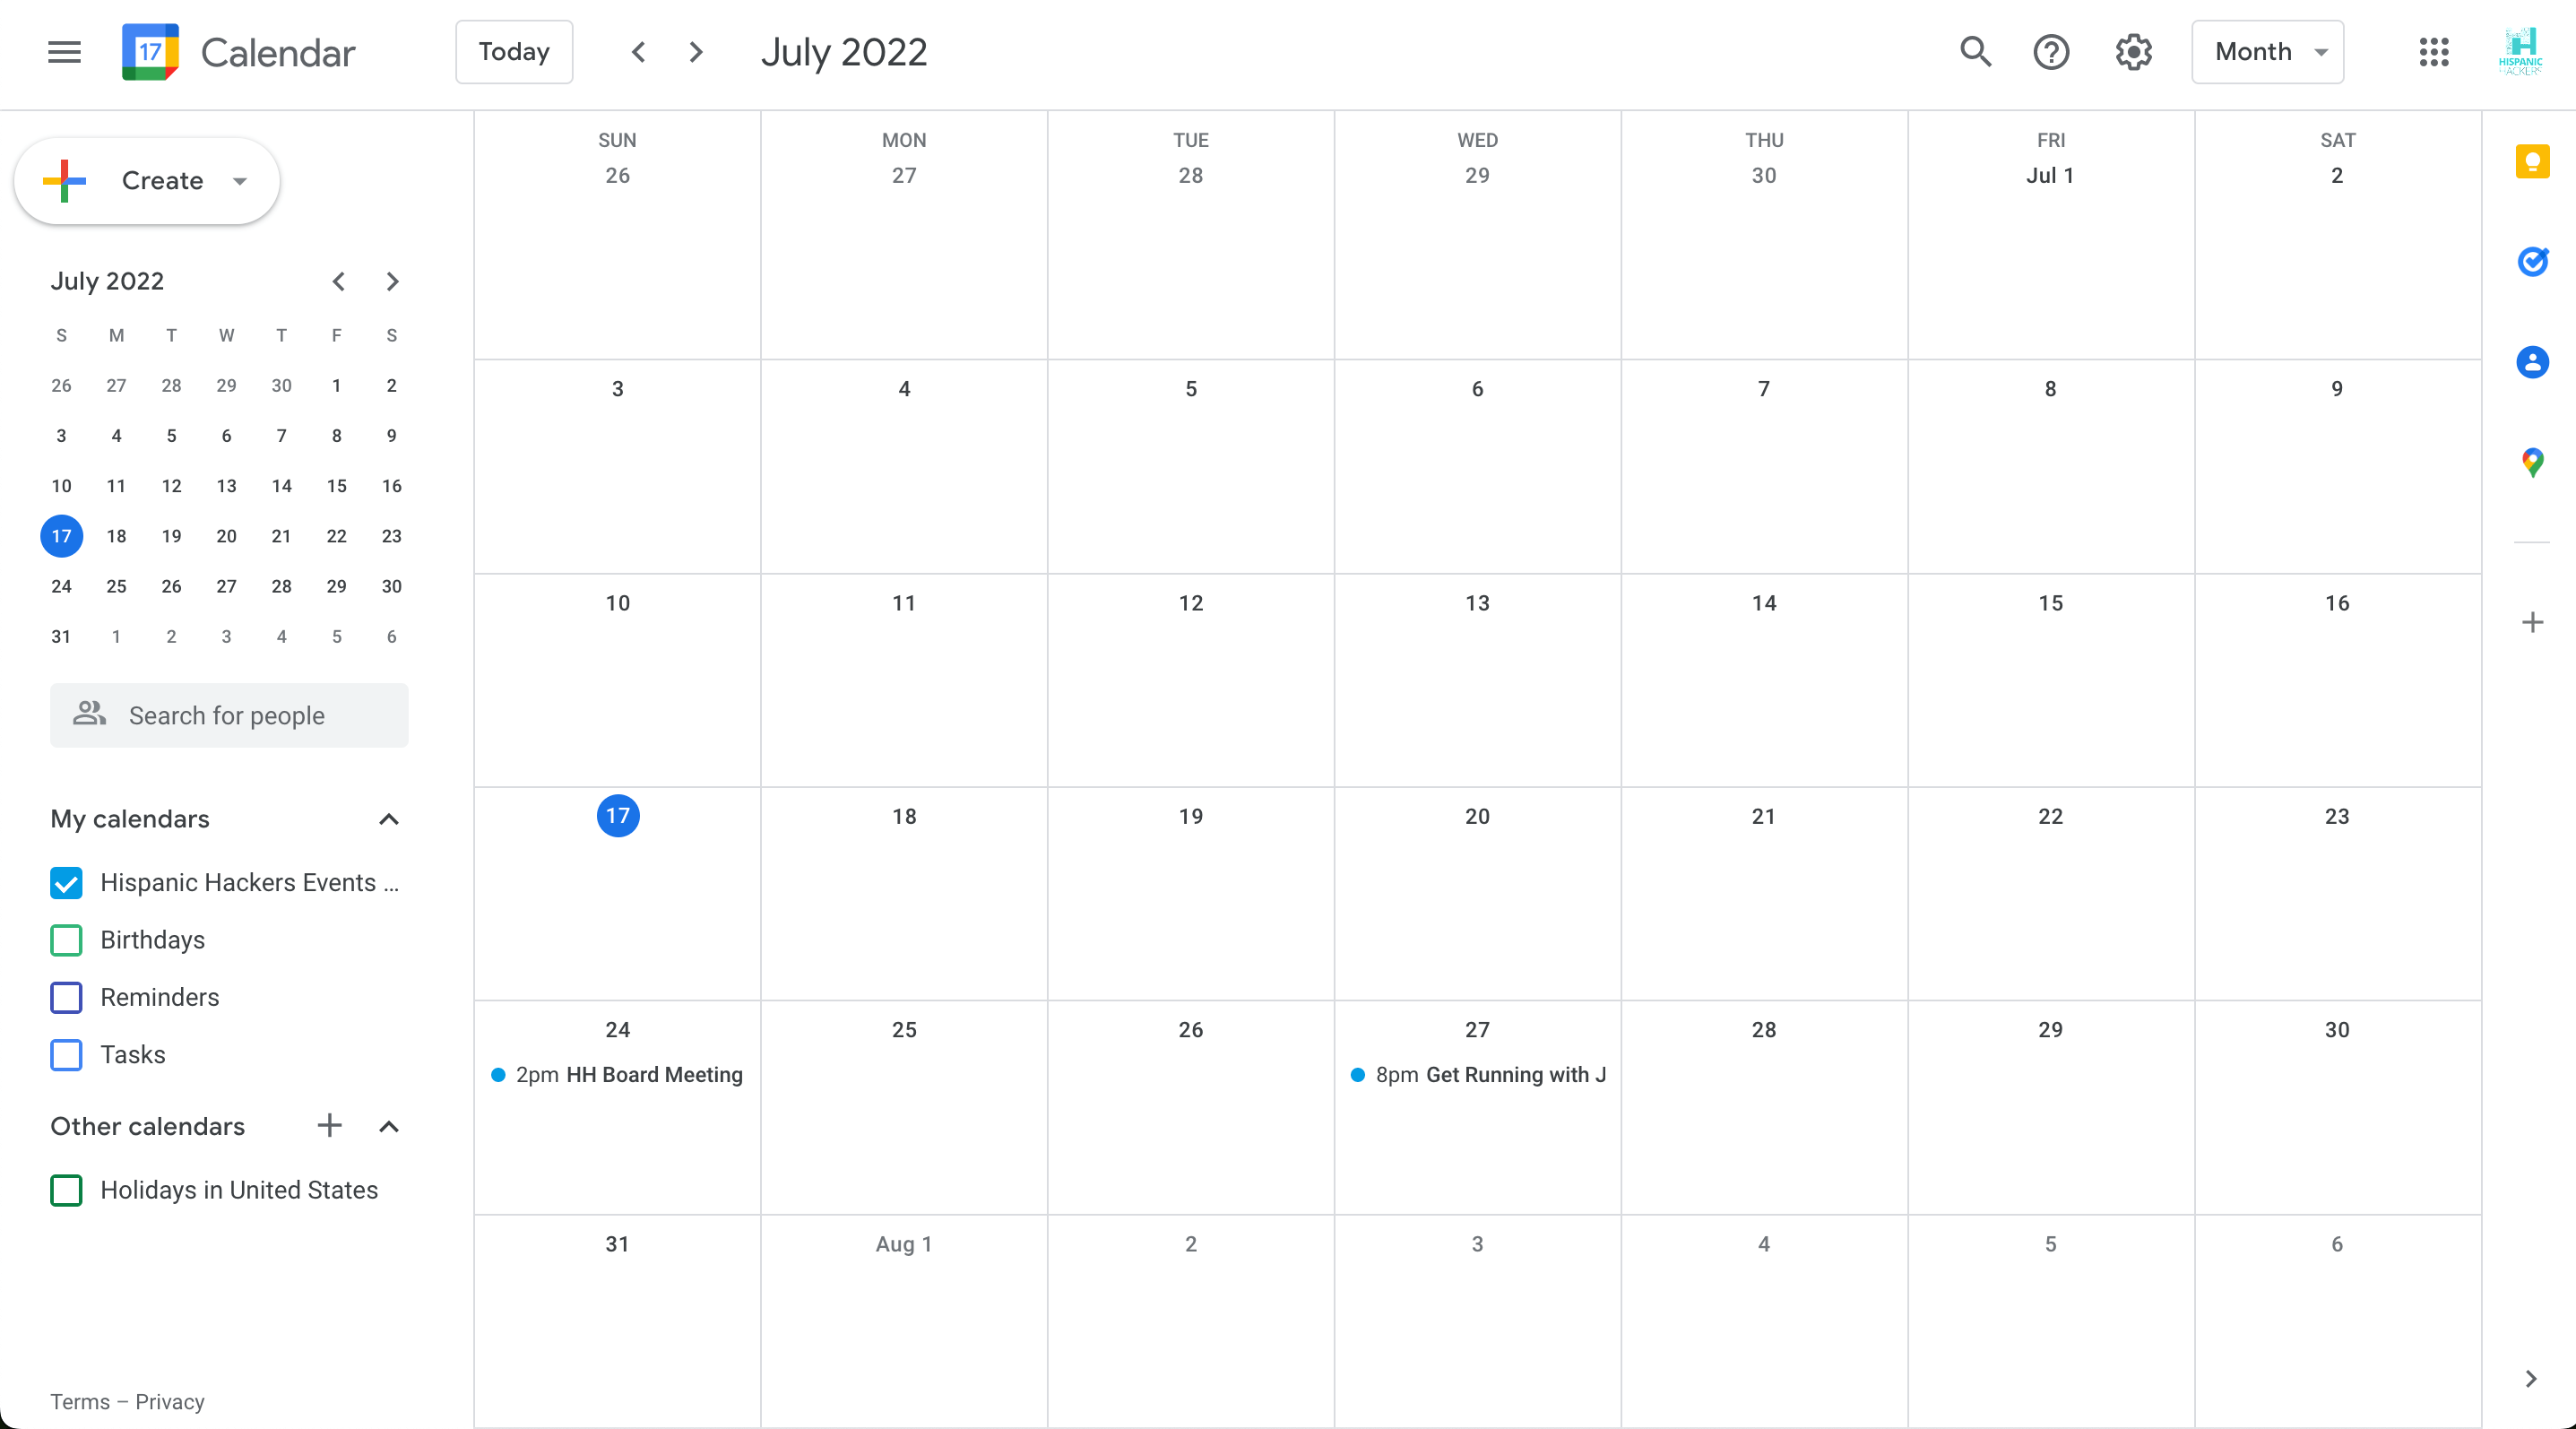 17 Calendar Today July 2022 Month
HISPANIC
HACKERS
Create
July 2022
S M T W T F S
26 27 28 29 30 1 2
3 4 5 6 7 8 9
10 11 12 13 14 15 16
17 18 19 20 21 22 23
24 25 26 27 28 29 30
31 1 2 3 4 5 6
Search for people
My calendars
Hispanic Hackers Events ...
Birthdays
Reminders
Tasks
Other calendars
Holidays in United States
Terms – Privacy
SUN MON TUE WED THU FRI SAT
26 27 28 29 30 Jul 1 2
3 4 5 6 7 8 9
10 11 12 13 14 15 16
17 18 19 20 21 22 23
24 25 26 27 28 29 30
2pm HH Board Meeting 8pm Get Running with J
31 Aug 1 2 3 4 5 6